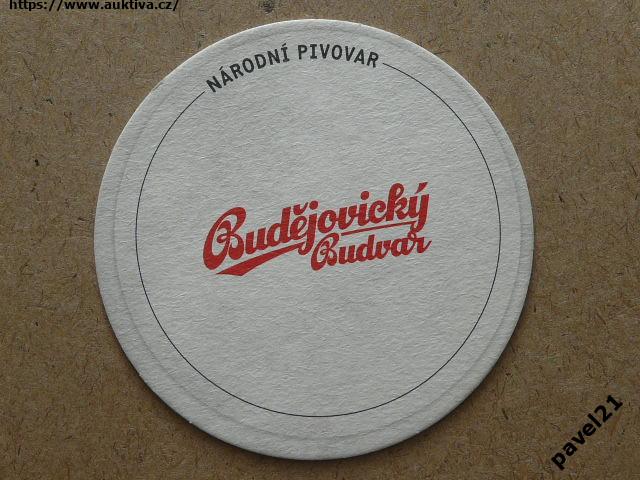 https://www.auktiva.cz/
NÁRODNÍ PIVOVAR
Budějovický
Budvar
pavel21